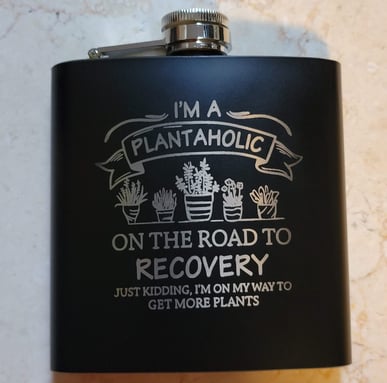 I'M A
PLANTAHOLIC
ON THE ROAD TO
RECOVERY
JUST KIDDING, I'M ON MY WAY TO
GET MORE PLANTS